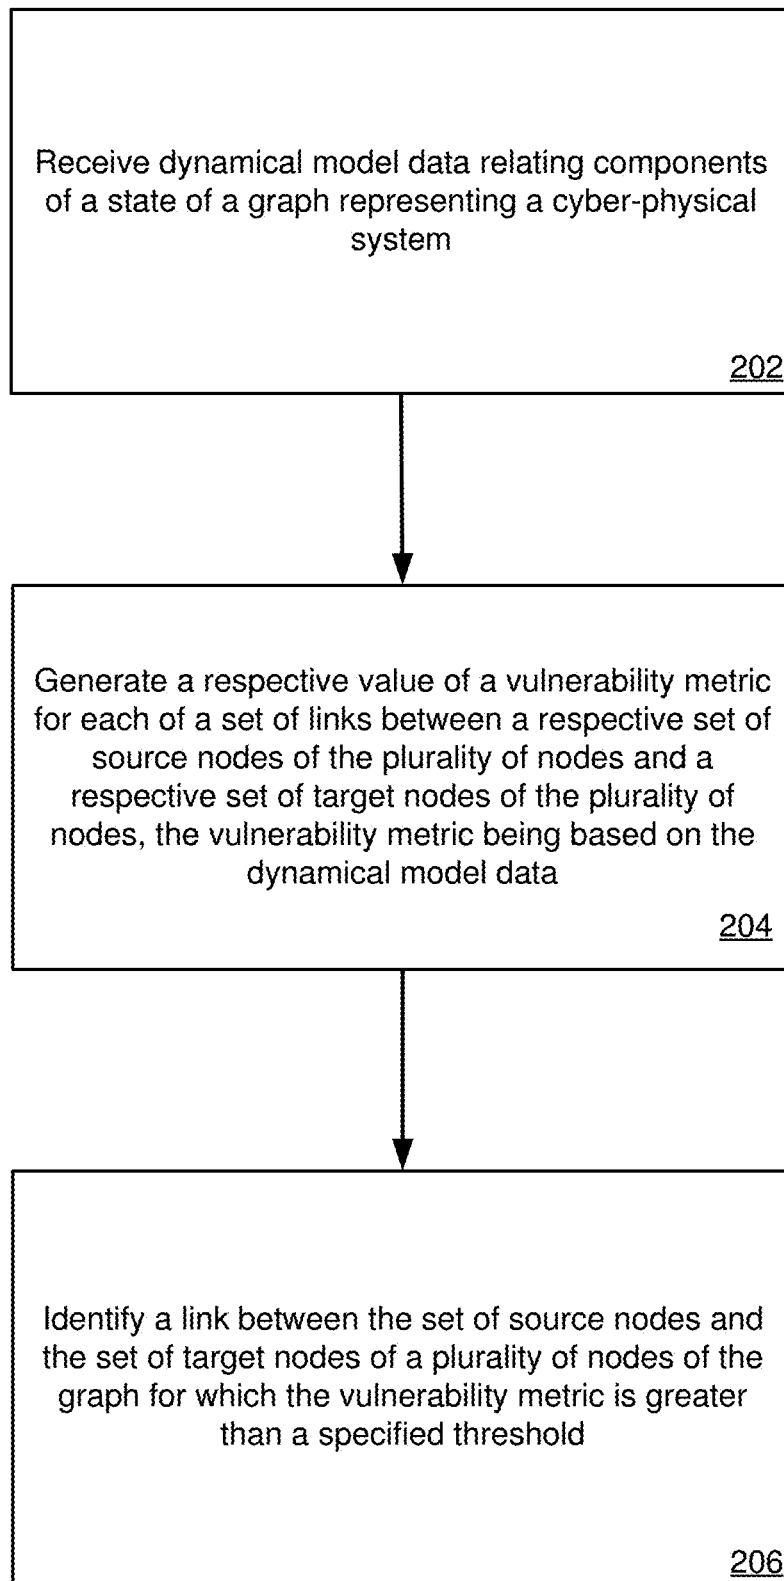 Receive dynamical model data relating components
of a state of a graph representing a cyber-physical
system
202
Generate a respective value of a vulnerability metric
for each of a set of links between a respective set of
source nodes of the plurality of nodes and a
respective set of target nodes of the plurality of
nodes, the vulnerability metric being based on the
dynamical model data
204
Identify a link between the set of source nodes and
the set of target nodes of a plurality of nodes of the
graph for which the vulnerability metric is greater
than a specified threshold
206